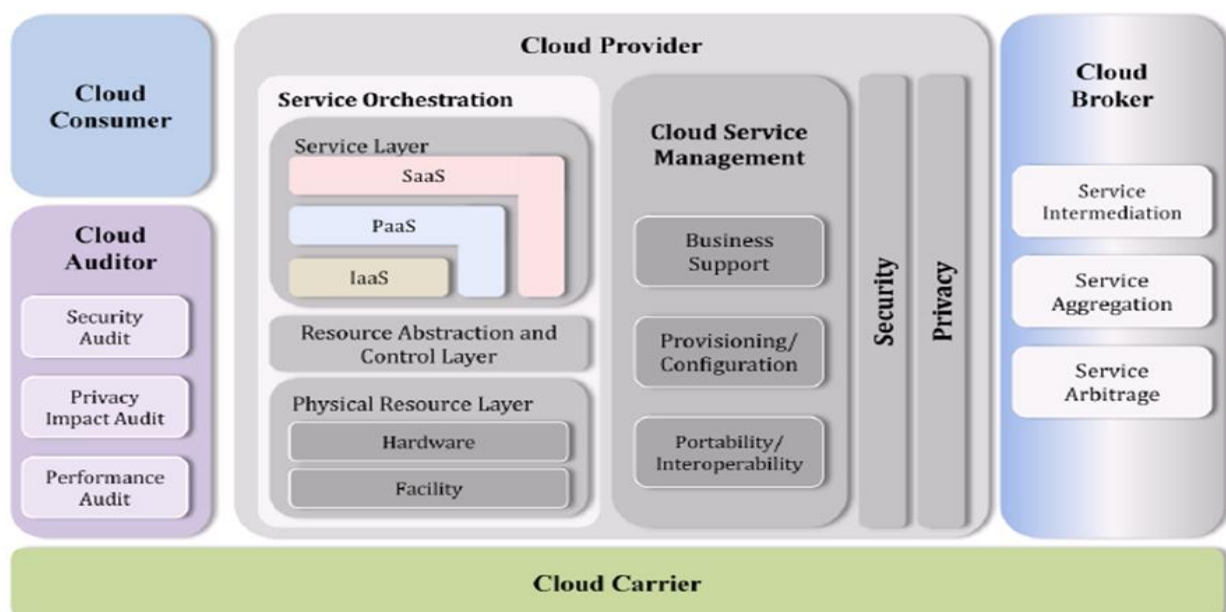 Cloud
Consumer
Cloud
Auditor
Security
Audit
Privacy
Impact Audit
Performance
Audit
Cloud Provider
Service Orchestration
Service Layer
SaaS
PaaS
IaaS
Resource Abstraction and
Control Layer
Physical Resource Layer
Hardware
Facility
Cloud Service
Management
Business
Support
Provisioning/
Configuration
Portability/
Interoperability
Security
Privacy
Cloud
Broker
Service
Intermediation
Service
Aggregation
Service
Arbitrage
Cloud Carrier